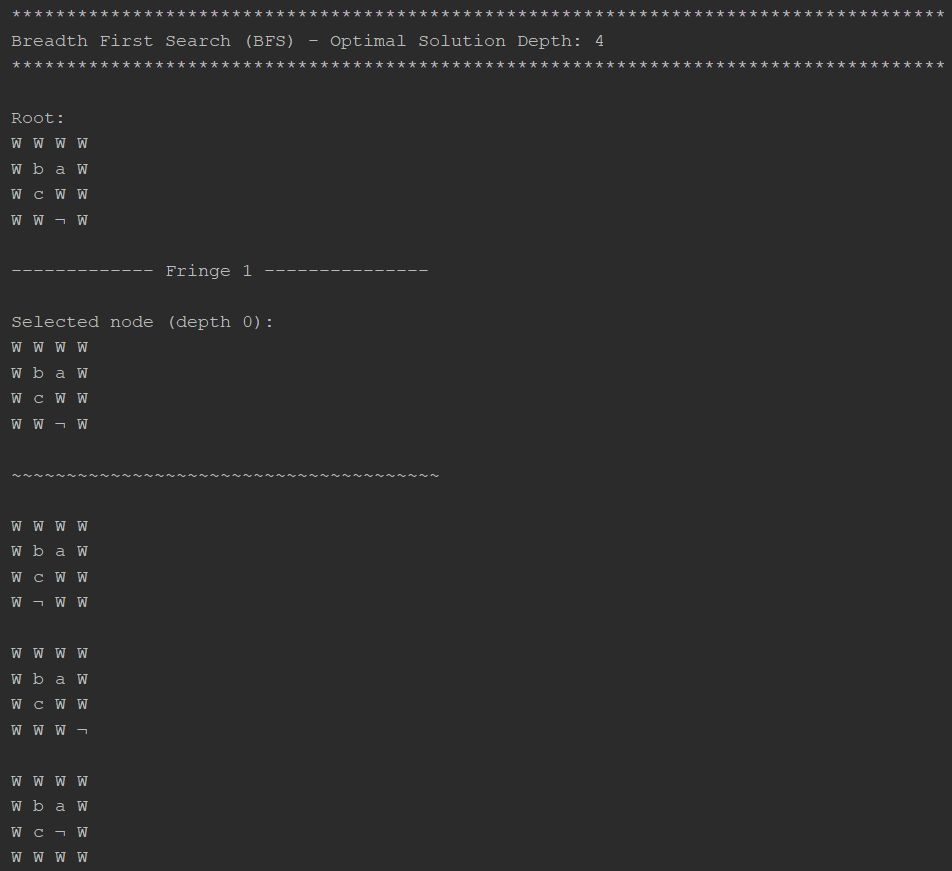 *************************************************************************************
Breadth First Search (BFS) - Optimal Solution Depth: 4
*************************************************************************************
Root:
W W W W
W b a W
W c W W
W W ¬ W
------------- Fringe 1 ---------------
Selected node (depth 0):
W W W W
W b a W
W c W W
W W ¬ W
~~~~~~~~~~~~~~~~~~~~~~~~~~~~~~~~~~~~~~~
W W W W
W b a W
W c W W
W ¬ W W
W W W W
W b a W
W c W W
W W W ¬
W W W W
W b a W
W c ¬ W
W W W W